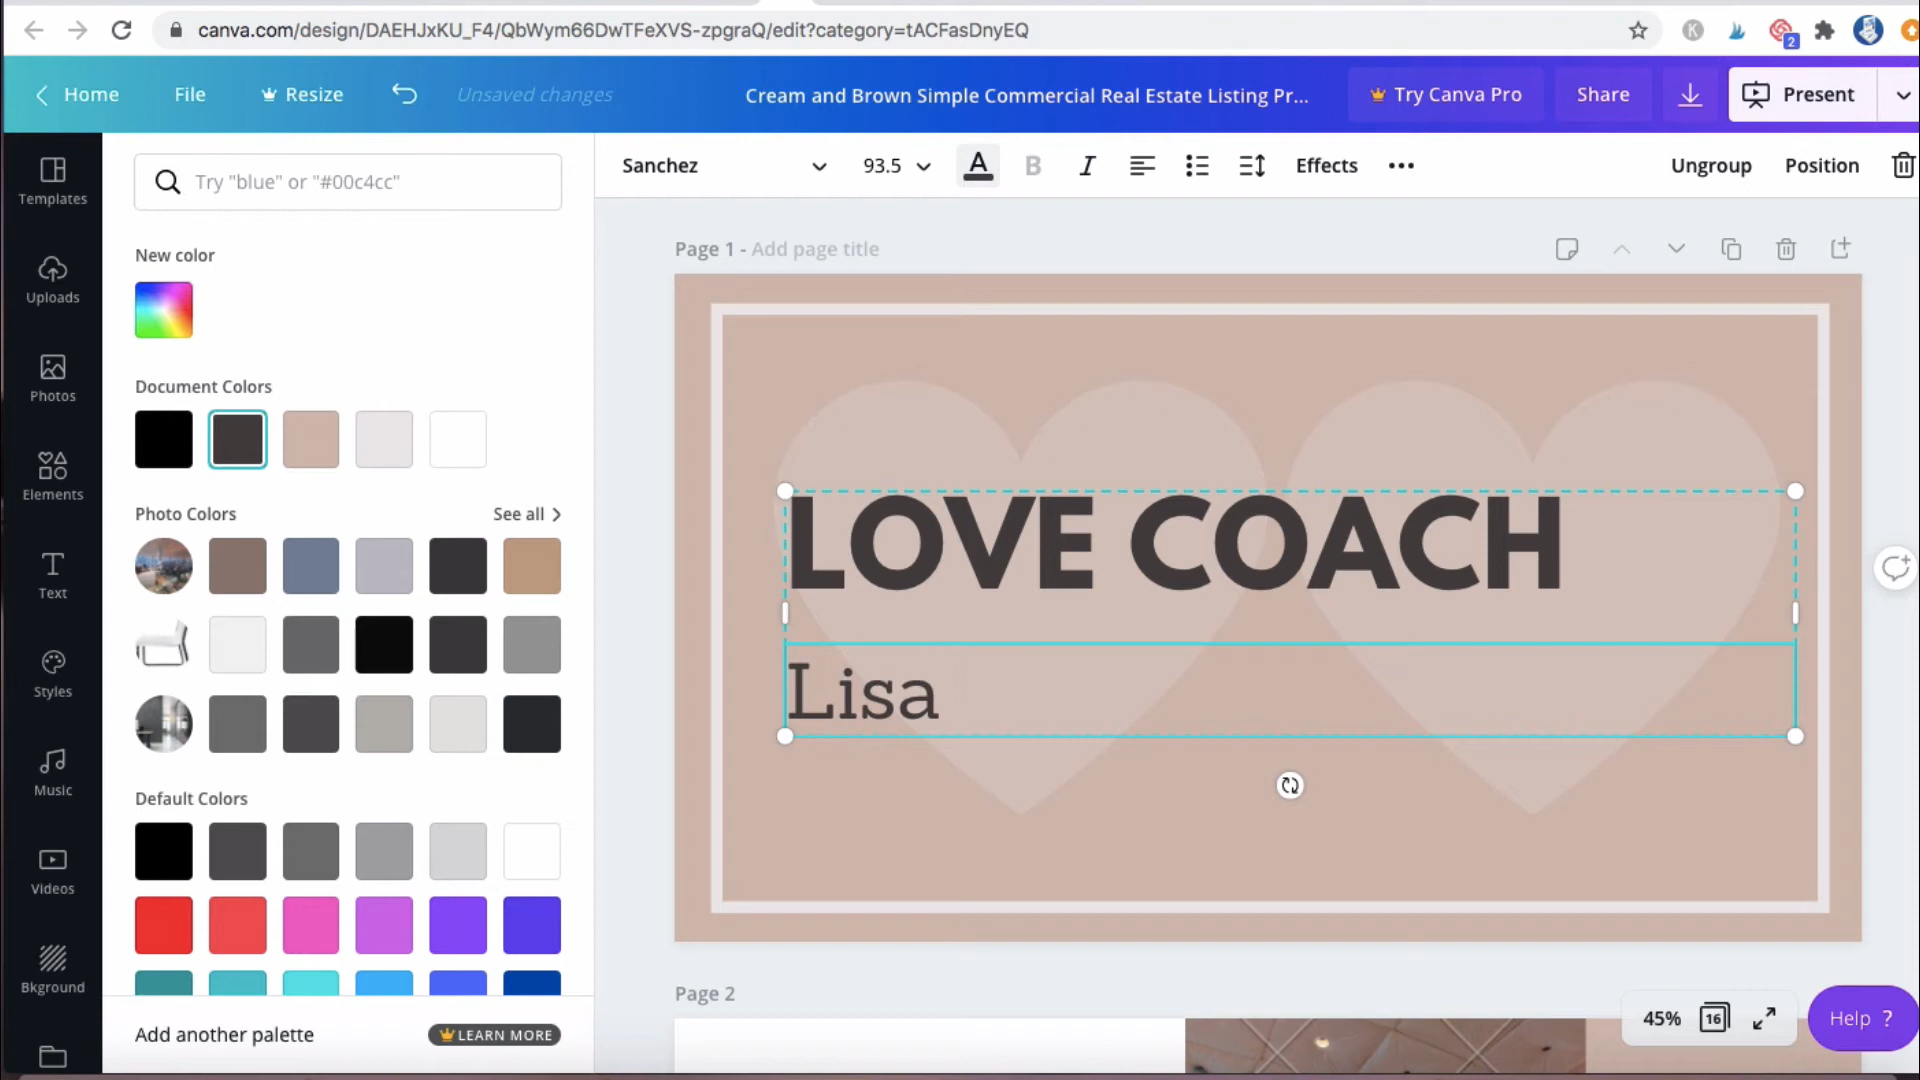 canva.com/design/DAEHJxKU_F4/QbWym66DwTFeXVS-zpgraQ/edit?category=tACFasDnyEQ
K
2
Home
File
Resize
Unsaved changes
Cream and Brown Simple Commercial Real Estate Listing Pr...
Try Canva Pro
Share
Present
Templates
Uploads
Photos
Elements
Text
Styles
Music
Videos
Bkground
Try "blue" or "#00c4cc"
New color
Document Colors
Photo Colors
See all
Default Colors
Add another palette
LEARN MORE
Sanchez
93.5
A
B
I
Effects
Ungroup
Position
Page 1 - Add page title
LOVE COACH
Lisa
Page 2
45%
16
Help ?